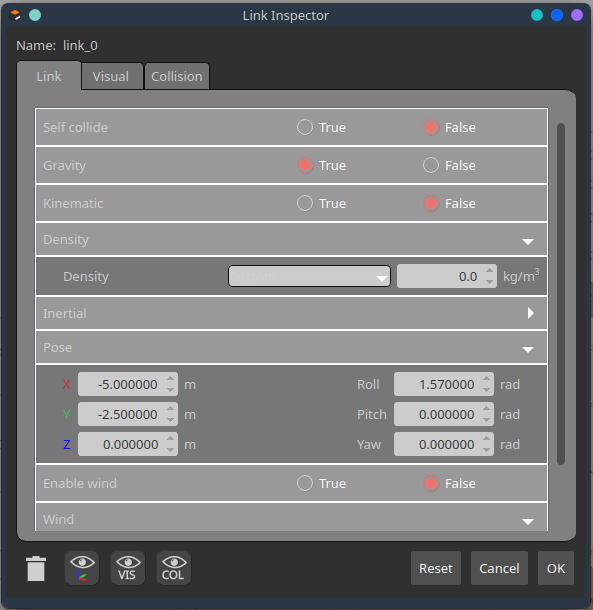 Link Inspector
Name: link_0
Link Visual Collision
Self collide True False
Gravity True False
Kinematic True False
Density
Density 0.0 kg/m³
Inertial
Pose
X -5.000000 m Roll 1.570000 rad
Y -2.500000 m Pitch 0.000000 rad
Z 0.000000 m Yaw 0.000000 rad
Enable wind True False
Wind
VIS COL Reset Cancel OK